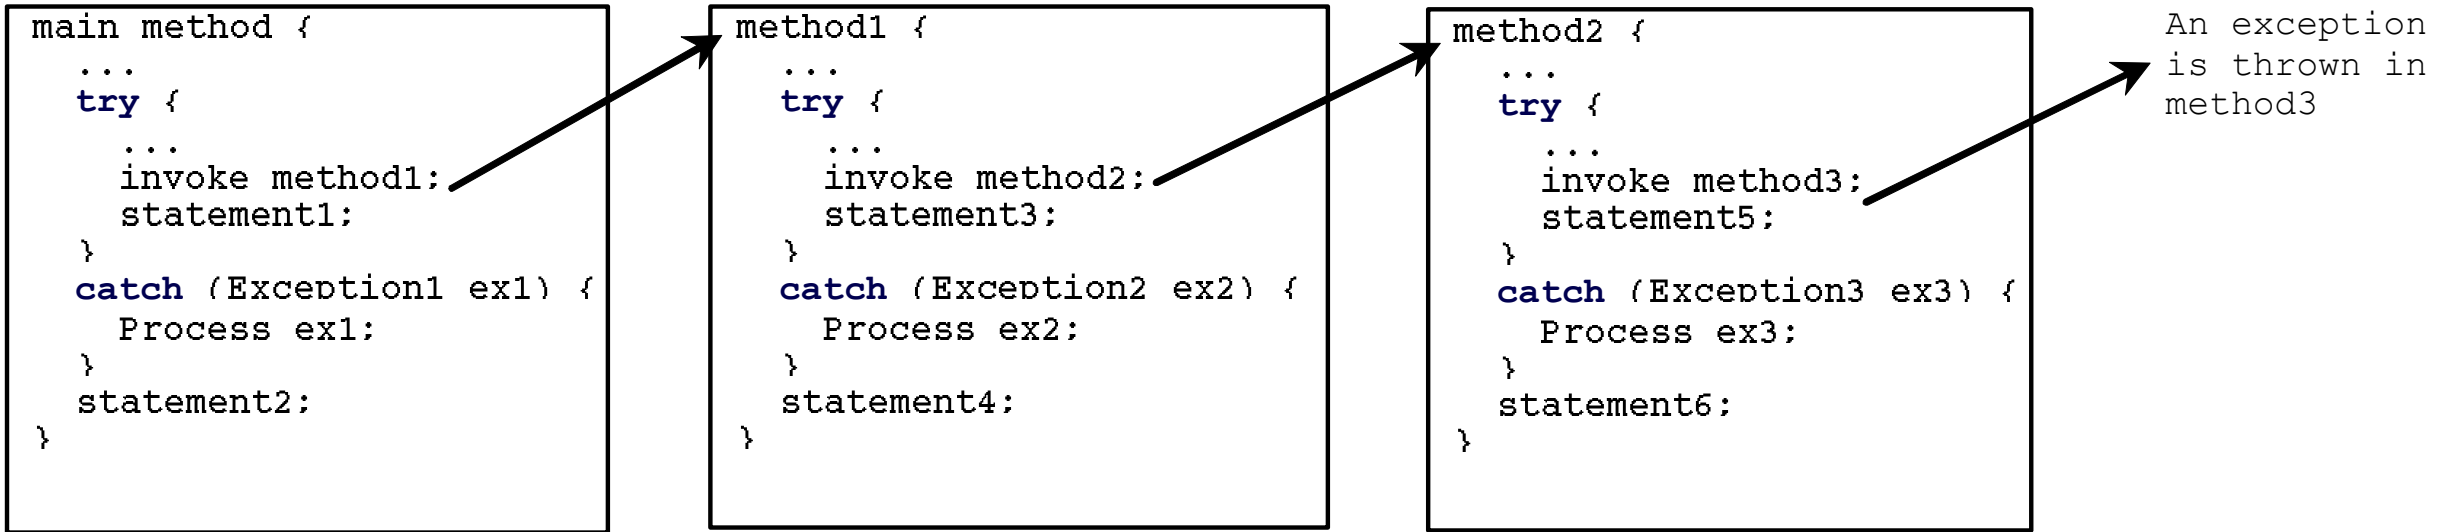 main method {
...
try {
...
invoke method1;
statement1;
}
catch (Exception1 ex1) {
Process ex1;
}
statement2;
}
method1 {
...
try {
...
invoke method2;
statement3;
}
catch (Exception2 ex2) {
Process ex2;
}
statement4;
}
method2 {
...
try {
...
invoke method3;
statement5;
}
catch (Exception3 ex3) {
Process ex3;
}
statement6;
}
An exception
is thrown in
method3